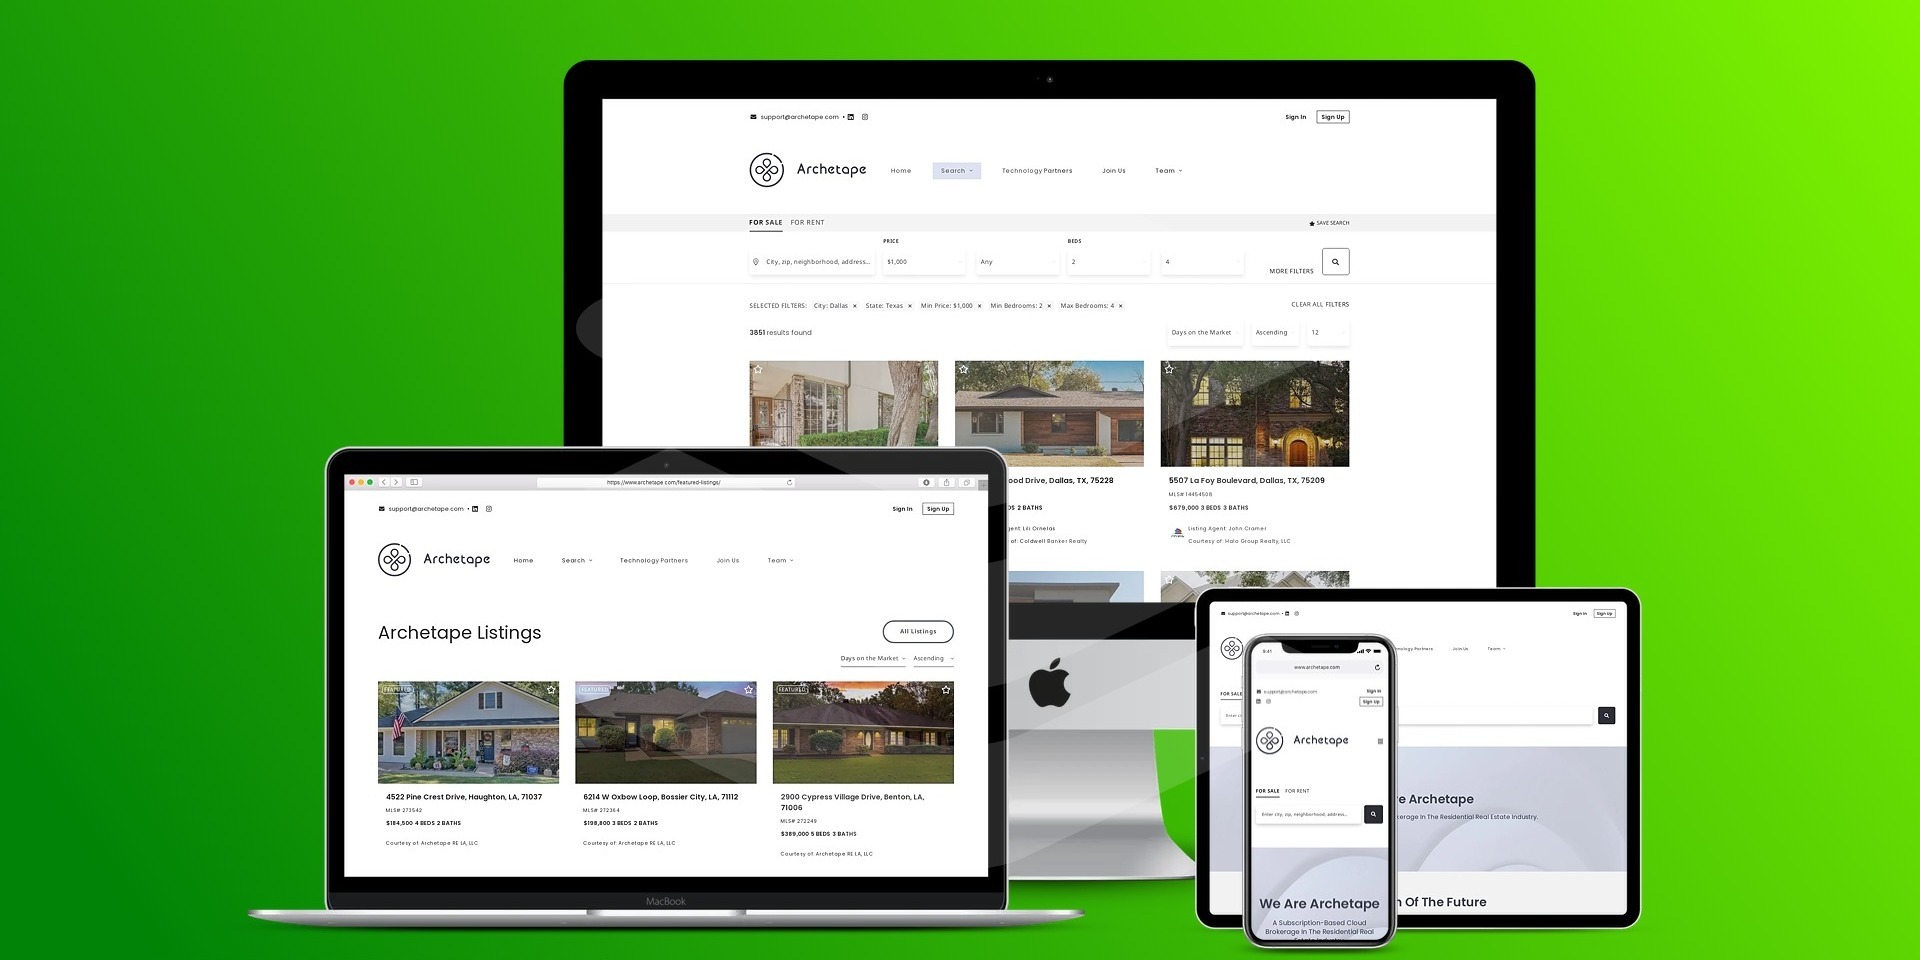 support@archetape.com •
Sign In
Sign Up
Archetape
Home
Search
Technology Partners
Join Us
Team
FOR SALE
FOR RENT
SAVE SEARCH
PRICE
BEDS
City, zip, neighborhood, address...
$1,000
Any
2
4
MORE FILTERS
SELECTED FILTERS:
City: Dallas ×
State: Texas ×
Min Price: $1,000 ×
Min Bedrooms: 2 ×
Max Bedrooms: 4 ×
CLEAR ALL FILTERS
3851 results found
Days on the Market
Ascending
12
ood Drive, Dallas, TX, 75228
2 BATHS
gent: Lili Ornelas
of: Coldwell Banker Realty
5507 La Foy Boulevard, Dallas, TX, 75209
MLS# 14454508
$679,000 3 BEDS 3 BATHS
Listing Agent: John Cramer
Courtesy of: Halo Group Realty, LLC
https://www.archetape.com/featured-listings/
support@archetape.com •
Sign In
Sign Up
Archetape
Home
Search
Technology Partners
Join Us
Team
Archetape Listings
All Listings
Days on the Market
Ascending
FEATURED
FEATURED
FEATURED
4522 Pine Crest Drive, Haughton, LA, 71037
MLS# 273542
$184,500 4 BEDS 2 BATHS
Courtesy of: Archetape RE LA, LLC
6214 W Oxbow Loop, Bossier City, LA, 71112
MLS# 272364
$198,800 3 BEDS 2 BATHS
Courtesy of: Archetape RE LA, LLC
2900 Cypress Village Drive, Benton, LA,
71006
MLS# 272249
$389,000 5 BEDS 3 BATHS
Courtesy of: Archetape RE LA, LLC
MacBook
support@archetape.com •
Sign In
Sign Up
nology Partners
Join Us
Team
FOR SALE
re Archetape
kerage In The Residential Real Estate Industry.
n Of The Future
9:41
www.archetape.com
support@archetape.com
Sign In
Sign Up
Archetape
FOR SALE
FOR RENT
Enter city, zip, neighborhood, address...
We Are Archetape
A Subscription-Based Cloud
Brokerage In The Residential Real